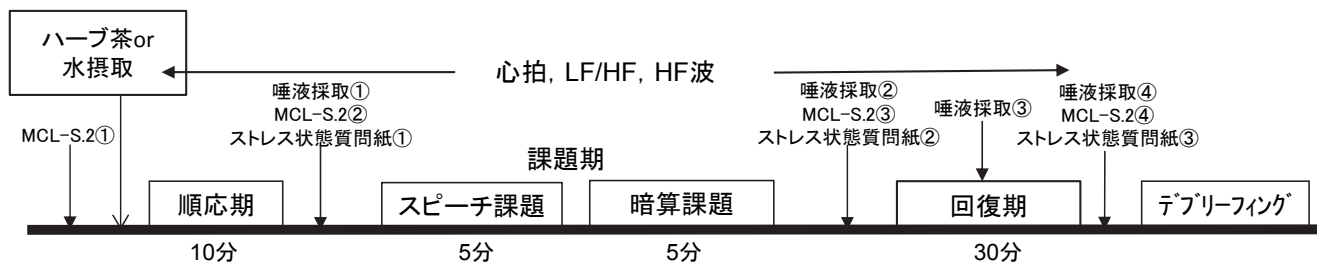 ハーブ茶or
水摂取
心拍, LF/HF, HF波
MCL-S.2①
唾液採取①
MCL-S.2②
ストレス状態質問紙①
唾液採取②
MCL-S.2③
ストレス状態質問紙②
唾液採取③
唾液採取④
MCL-S.2④
ストレス状態質問紙③
課題期
順応期
スピーチ課題
暗算課題
回復期
デブリーフィング
10分
5分
5分
30分